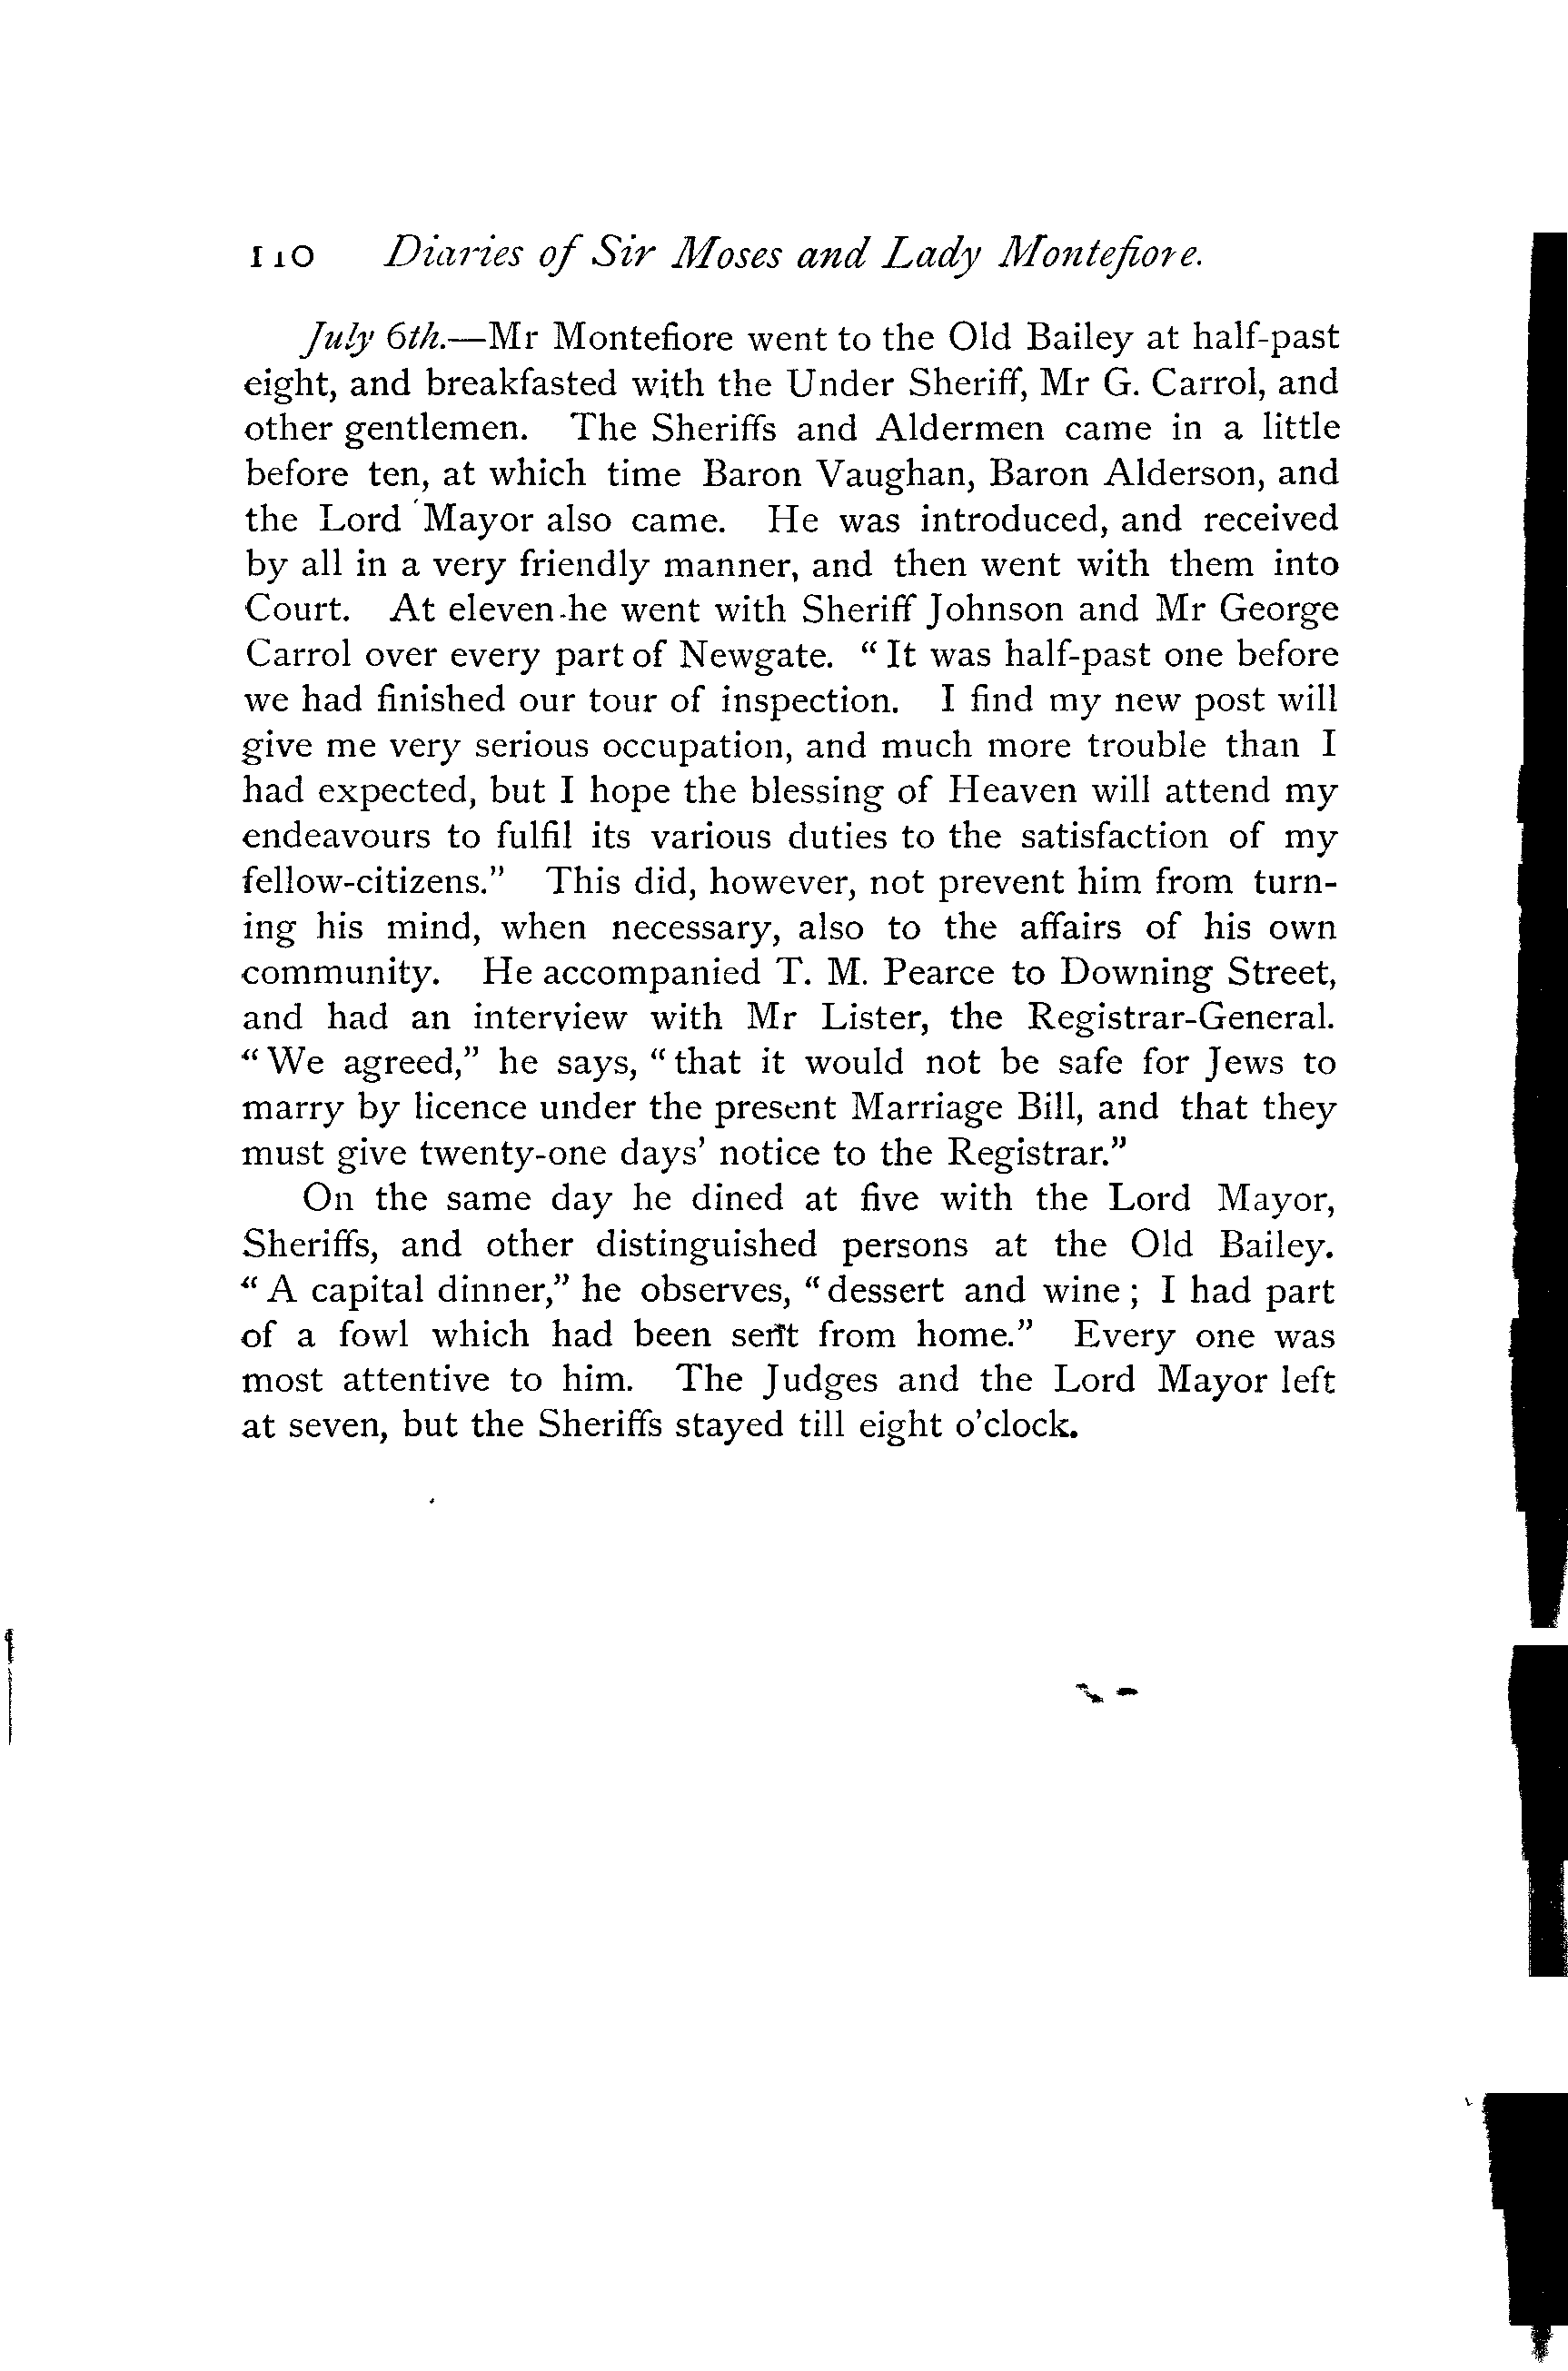 110 Diaries of Sir Moses and Lady Montefiore.
July 6th.—Mr Montefiore went to the Old Bailey at half-past
eight, and breakfasted with the Under Sheriff, Mr G. Carrol, and
other gentlemen. The Sheriffs and Aldermen came in a little
before ten, at which time Baron Vaughan, Baron Alderson, and
the Lord Mayor also came. He was introduced, and received
by all in a very friendly manner, and then went with them into
Court. At eleven he went with Sheriff Johnson and Mr George
Carrol over every part of Newgate. "It was half-past one before
we had finished our tour of inspection. I find my new post will
give me very serious occupation, and much more trouble than I
had expected, but I hope the blessing of Heaven will attend my
endeavours to fulfil its various duties to the satisfaction of my
fellow-citizens." This did, however, not prevent him from turn-
ing his mind, when necessary, also to the affairs of his own
community. He accompanied T. M. Pearce to Downing Street,
and had an interview with Mr Lister, the Registrar-General.
"We agreed," he says, "that it would not be safe for Jews to
marry by licence under the present Marriage Bill, and that they
must give twenty-one days' notice to the Registrar."
On the same day he dined at five with the Lord Mayor,
Sheriffs, and other distinguished persons at the Old Bailey.
"A capital dinner," he observes, "dessert and wine; I had part
of a fowl which had been sent from home." Every one was
most attentive to him. The Judges and the Lord Mayor left
at seven, but the Sheriffs stayed till eight o'clock.